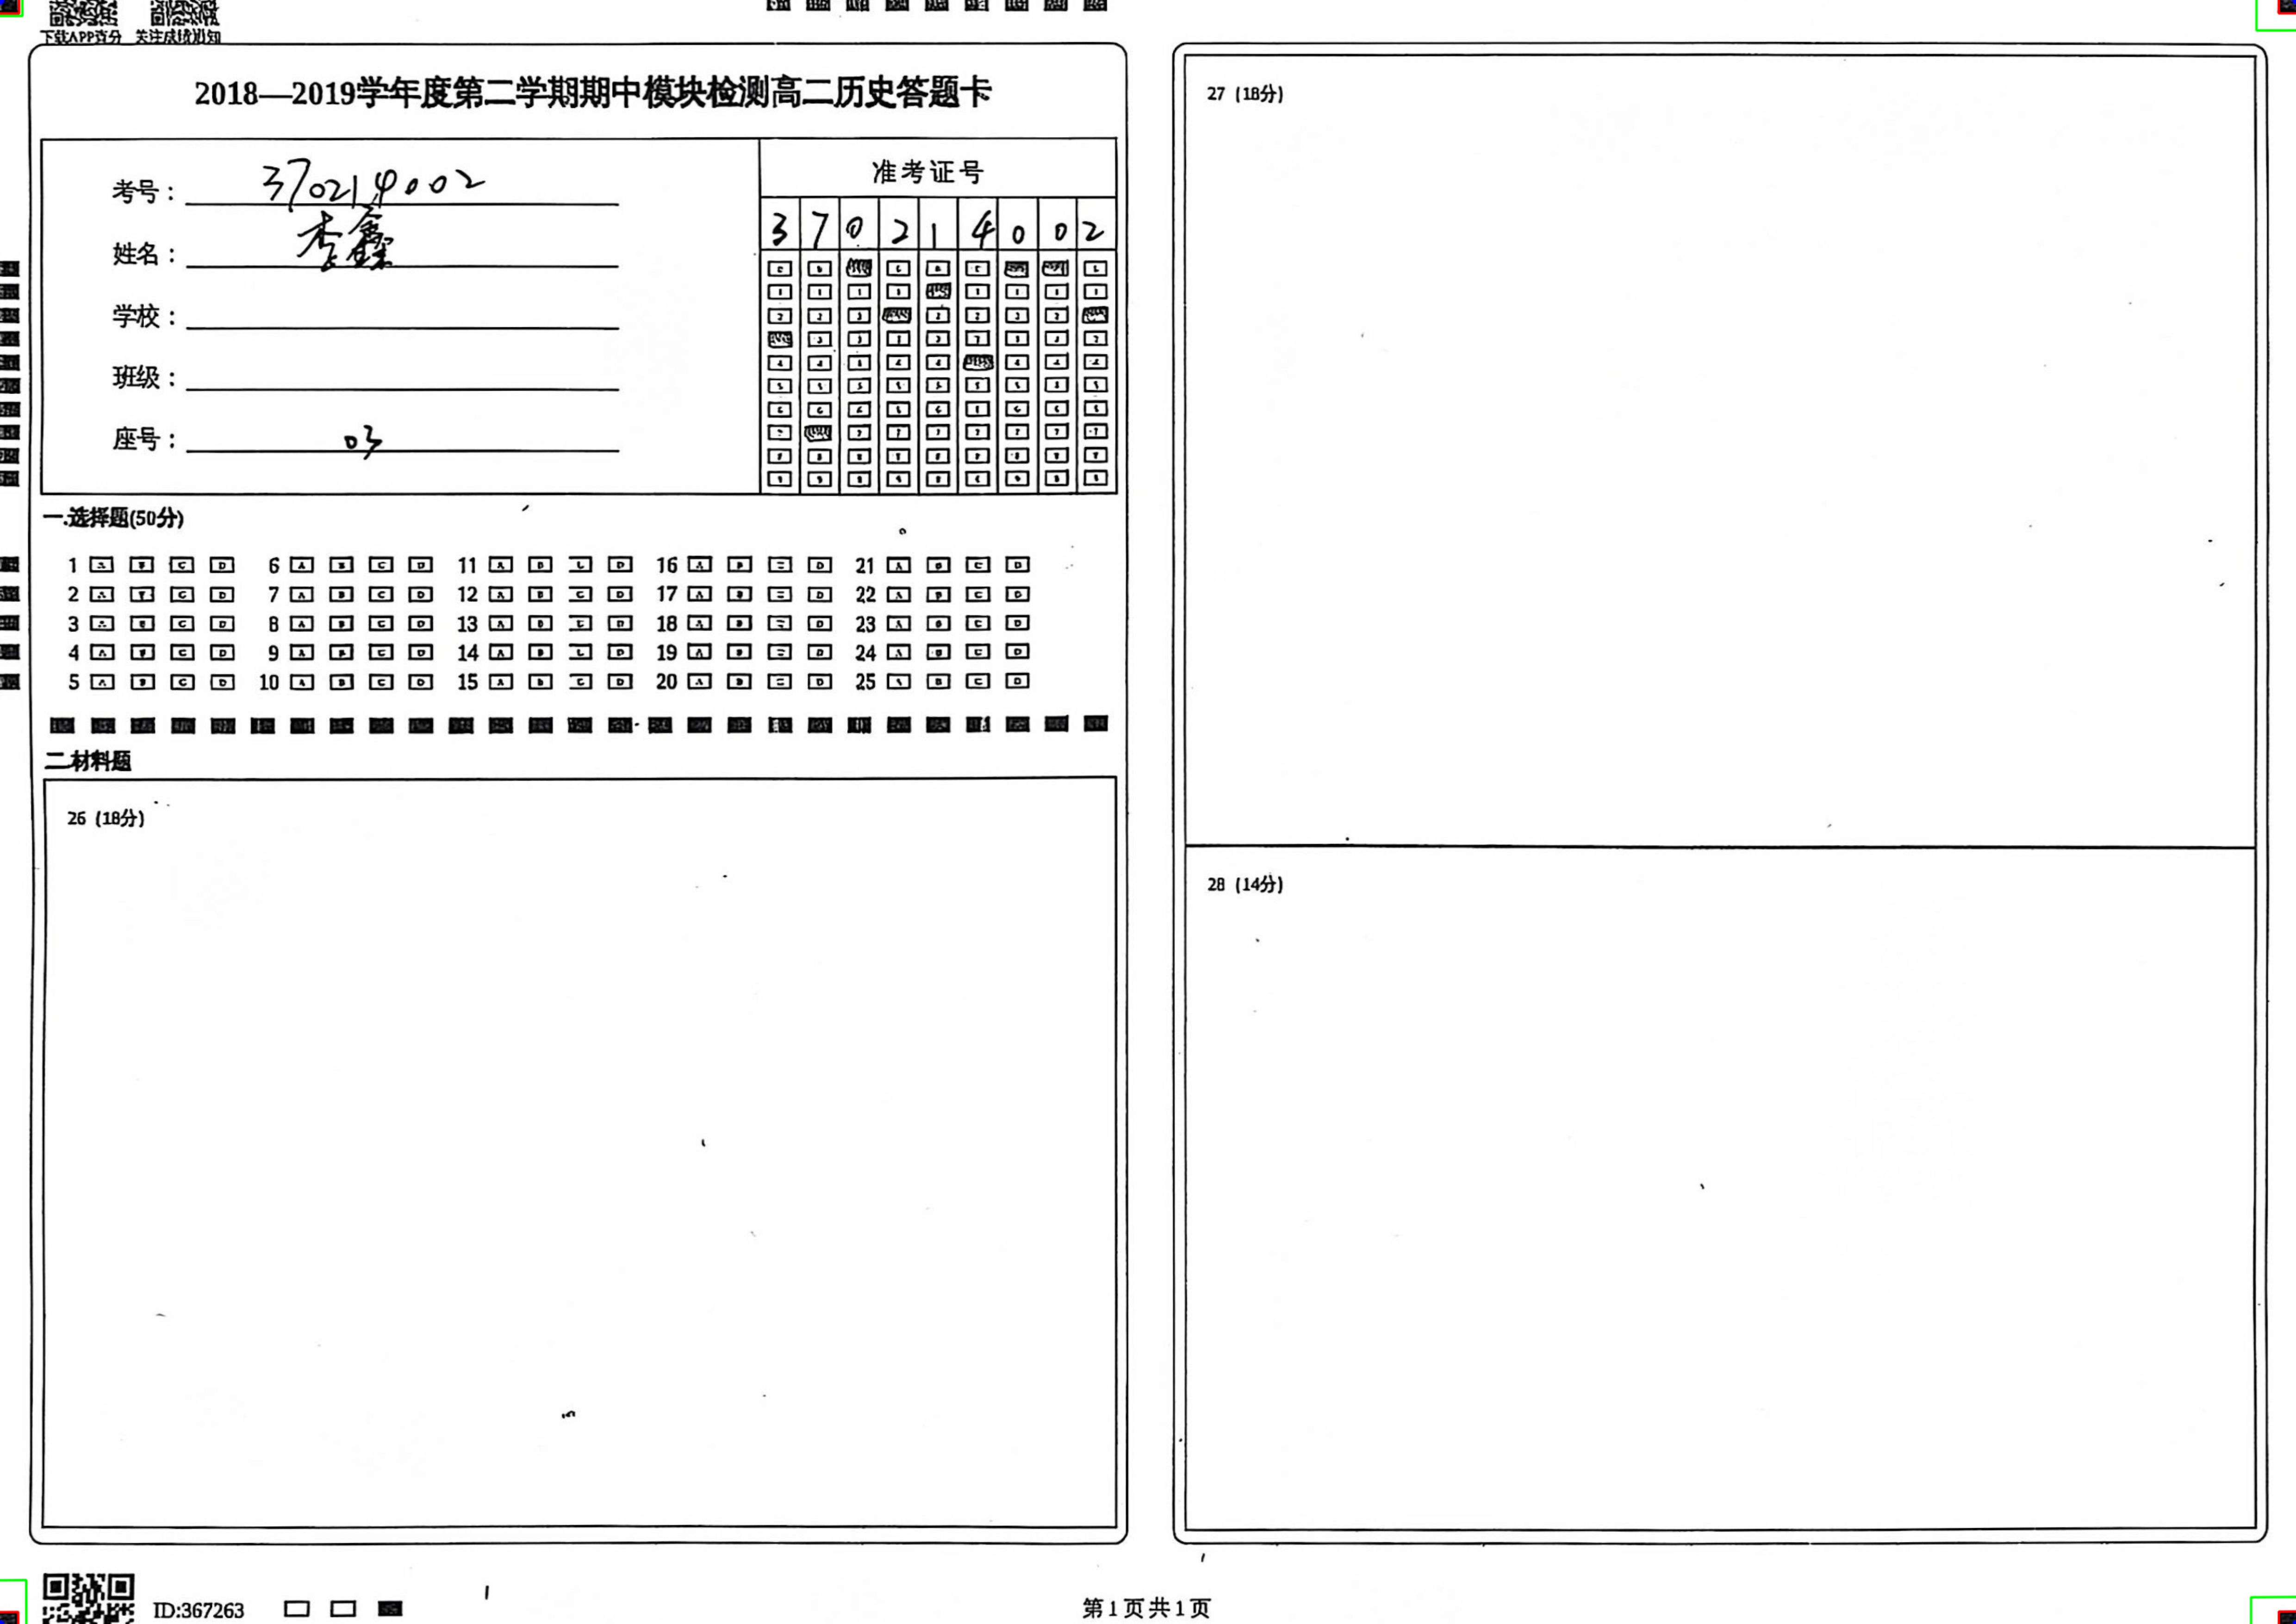 下载APP查分 关注成绩通知
2018—2019学年度第二学期期中模块检测高二历史答题卡
考号： 370214002
姓名： 李鑫
学校：
班级：
座号： 03
准考证号
3 7 0 2 1 4 0 0 2
一.选择题(50分)
1 A B C D 6 A B C D 11 A B C D 16 A B C D 21 A B C D
2 A B C D 7 A B C D 12 A B C D 17 A B C D 22 A B C D
3 A B C D 8 A B C D 13 A B C D 18 A B C D 23 A B C D
4 A B C D 9 A B C D 14 A B C D 19 A B C D 24 A B C D
5 A B C D 10 A B C D 15 A B C D 20 A B C D 25 A B C D
二.材料题
26 (18分)
27 (18分)
28 (14分)
ID:367263
第1页共1页